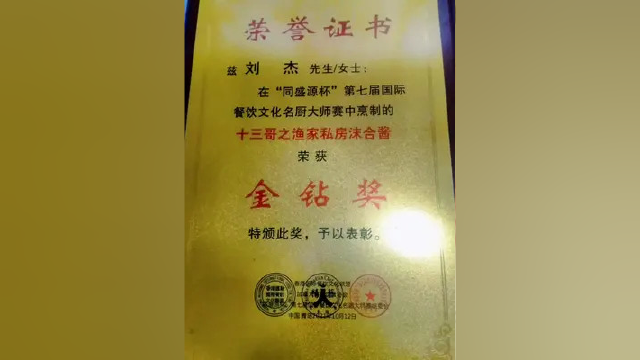 荣誉证书
兹 刘 杰 先生/女士：
在“同盛源杯”第七届国际
餐饮文化名厨大师赛中烹制的
十三哥之渔家私房沫合酱
荣获
金钻奖
特颁此奖，予以表彰。